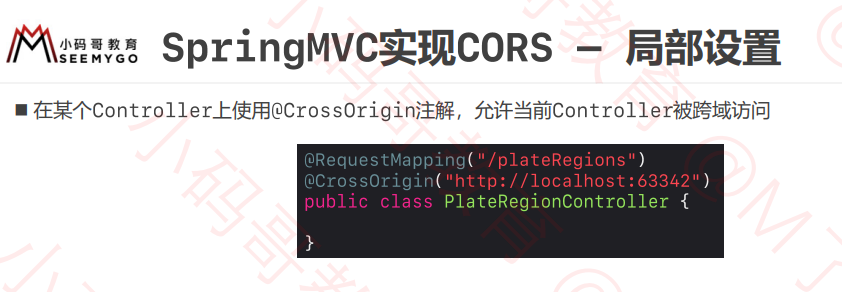 小码哥教育
SEEMYGO
SpringMVC实现CORS – 局部设置
■ 在某个Controller上使用@CrossOrigin注解，允许当前Controller被跨域访问
@RequestMapping("/plateRegions")
@CrossOrigin("http://localhost:63342")
public class PlateRegionController {
}